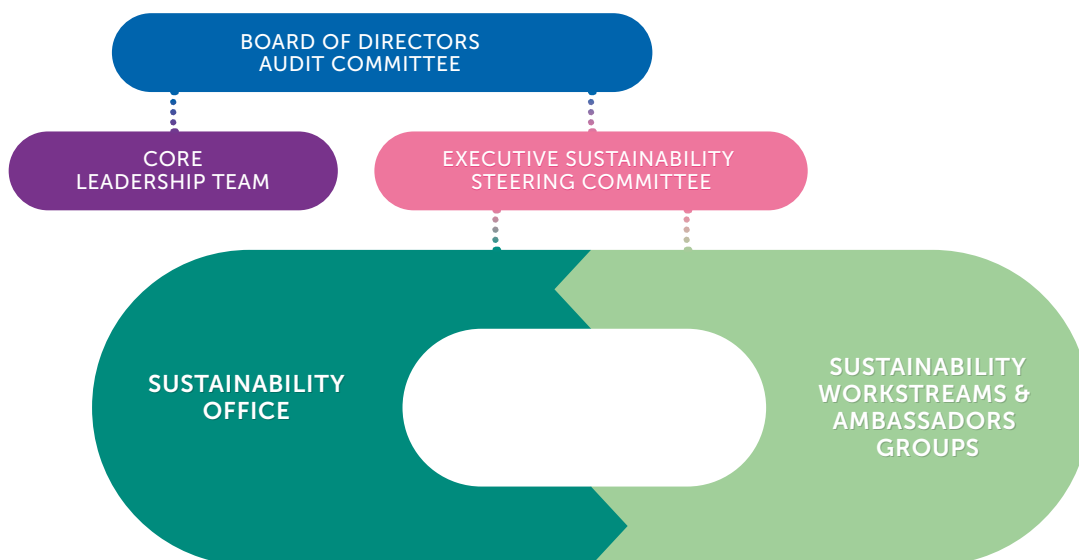 BOARD OF DIRECTORS
AUDIT COMMITTEE
CORE
LEADERSHIP TEAM
EXECUTIVE SUSTAINABILITY
STEERING COMMITTEE
SUSTAINABILITY
OFFICE
SUSTAINABILITY
WORKSTREAMS &
AMBASSADORS
GROUPS